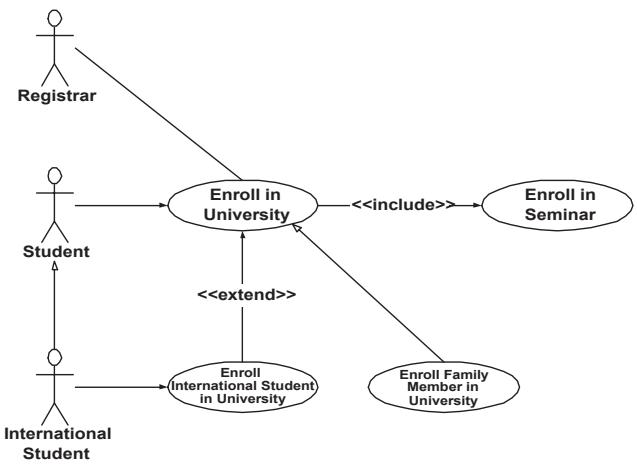 Registrar
Enroll in
University
<<include>>
Enroll in
Seminar
Student
<<extend>>
Enroll
International Student
in University
Enroll Family
Member in
University
International
Student